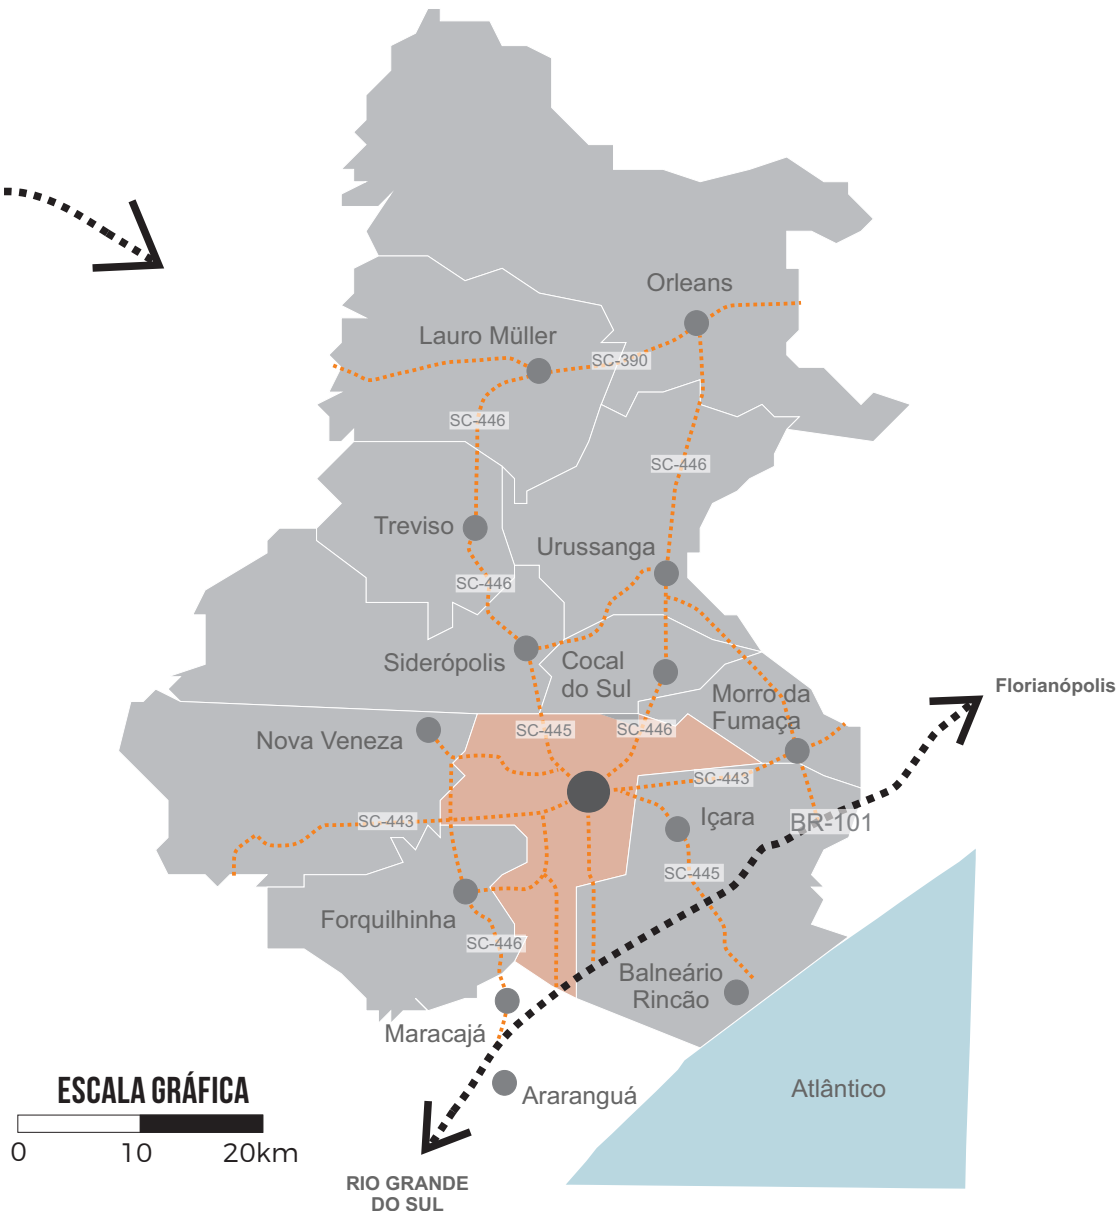 Orleans
Lauro Müller
SC-390
SC-446
SC-446
Treviso
Urussanga
SC-446
Siderópolis
Cocal
do Sul
Morro da
Fumaça
Florianópolis
Nova Veneza
SC-445
SC-446
SC-443
SC-443
Içara
BR-101
SC-445
Forquilhinha
SC-446
Balneário
Rincão
Maracajá
ESCALA GRÁFICA
0 10 20km
Araranguá
Atlântico
RIO GRANDE
DO SUL